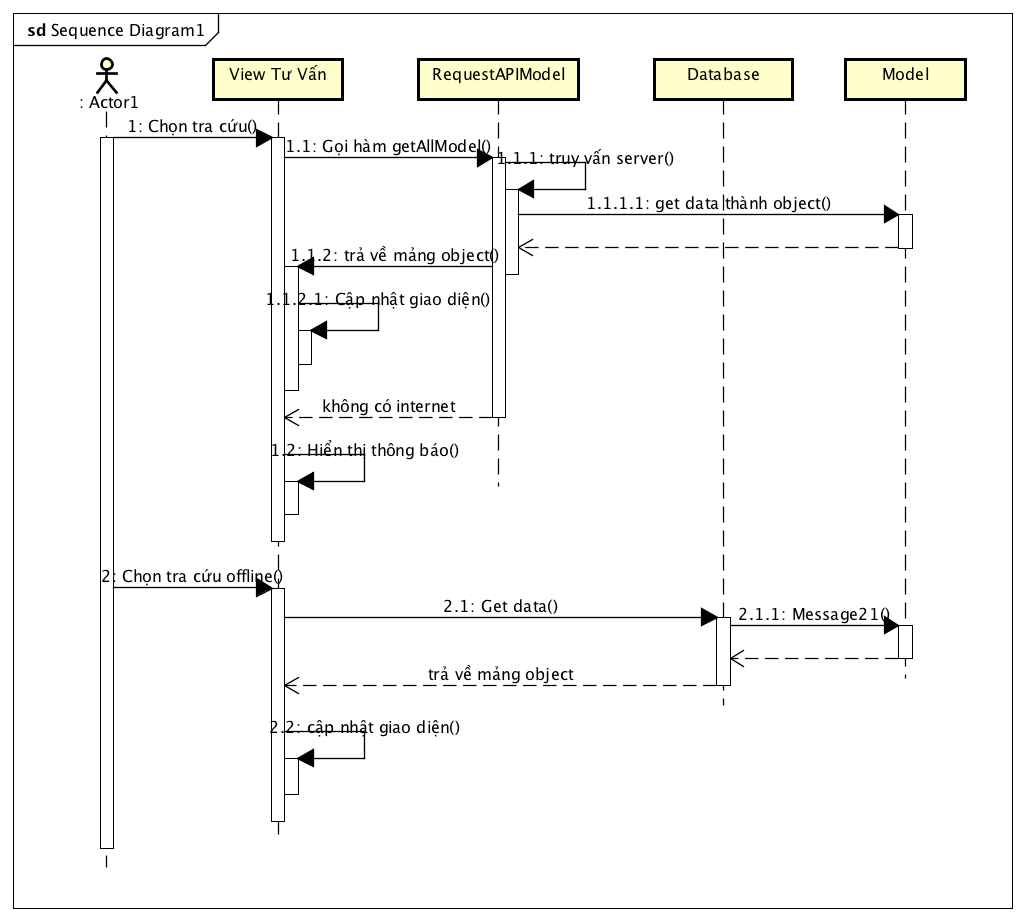 sd Sequence Diagram1
: Actor1
View Tư Vấn
RequestAPIModel
Database
Model
1: Chọn tra cứu()
1.1: Gọi hàm getAllModel()
1.1.1: truy vấn server()
1.1.1.1: get data thành object()
1.1.2: trả về mảng object()
1.1.2.1: Cập nhật giao diện()
không có internet
1.2: Hiển thị thông báo()
2: Chọn tra cứu offline()
2.1: Get data()
2.1.1: Message21()
trả về mảng object
2.2: cập nhật giao diện()